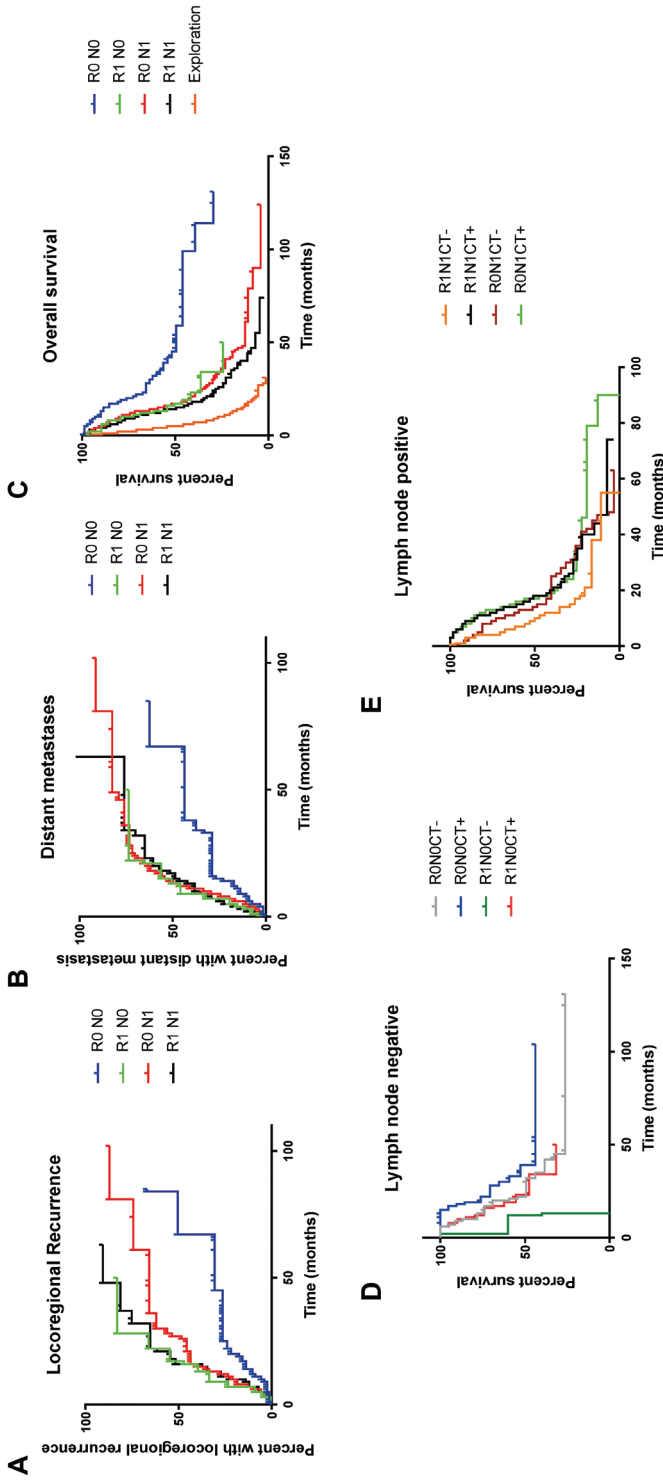 A
Locoregional Recurrence
Percent with locoregional recurrence
100
50
0
0
50
100
Time (months)
R0 N0
R1 N0
R0 N1
R1 N1
B
Distant metastases
Percent with distant metastasis
100
50
0
0
50
100
Time (months)
R0 N0
R1 N0
R0 N1
R1 N1
C
Overall survival
Percent survival
100
50
0
0
50
100
150
Time (months)
R0 N0
R1 N0
R0 N1
R1 N1
Exploration
D
Lymph node negative
Percent survival
100
50
0
0
50
100
150
Time (months)
R0N0CT-
R0N0CT+
R1N0CT-
R1N0CT+
E
Lymph node positive
Percent survival
100
50
0
0
20
40
60
80
100
Time (months)
R1N1CT-
R1N1CT+
R0N1CT-
R0N1CT+